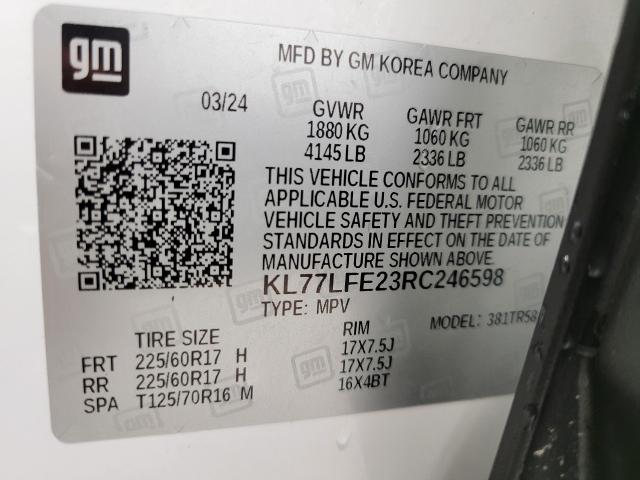 gm
MFD BY GM KOREA COMPANY
03/24 GVWR GAWR FRT GAWR RR
1880 KG 1060 KG 1060 KG
4145 LB 2336 LB 2336 LB
THIS VEHICLE CONFORMS TO ALL
APPLICABLE U.S. FEDERAL MOTOR
VEHICLE SAFETY AND THEFT PREVENTION
STANDARDS IN EFFECT ON THE DATE OF
MANUFACTURE SHOWN ABOVE.
KL77LFE23RC246598
TYPE: MPV MODEL: 381TR58
TIRE SIZE RIM
FRT 225/60R17 H 17X7.5J
RR 225/60R17 H 17X7.5J
SPA T125/70R16 M 16X4BT